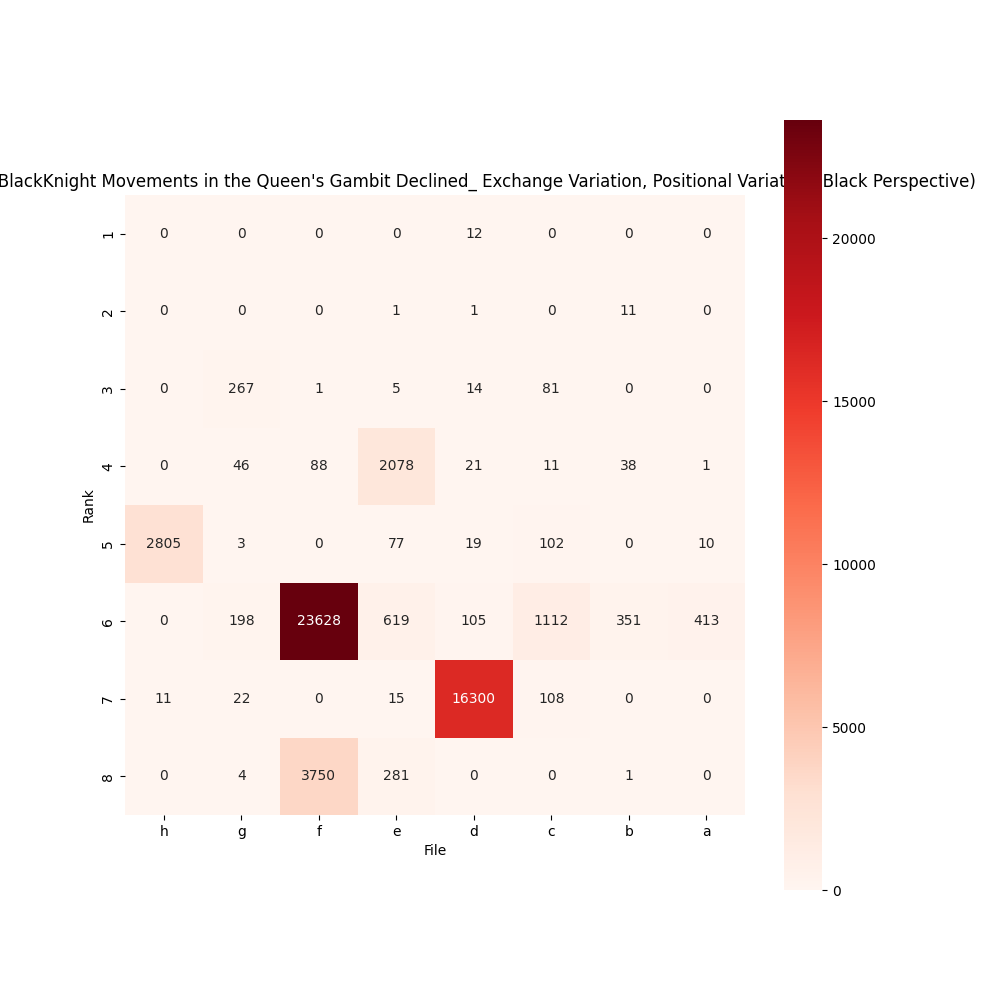 BlackKnight Movements in the Queen's Gambit Declined_ Exchange Variation, Positional Variat Black Perspective)
20000
15000
10000
5000
0
Rank
1 0 0 0 0 12 0 0 0
2 0 0 0 1 1 0 11 0
3 0 267 1 5 14 81 0 0
4 0 46 88 2078 21 11 38 1
5 2805 3 0 77 19 102 0 10
6 0 198 23628 619 105 1112 351 413
7 11 22 0 15 16300 108 0 0
8 0 4 3750 281 0 0 1 0
h g f e d c b a
File